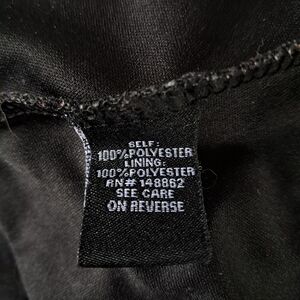 SELF:
100%POLYESTER
LINING:
100%POLYESTER
RN# 148862
SEE CARE
ON REVERSE